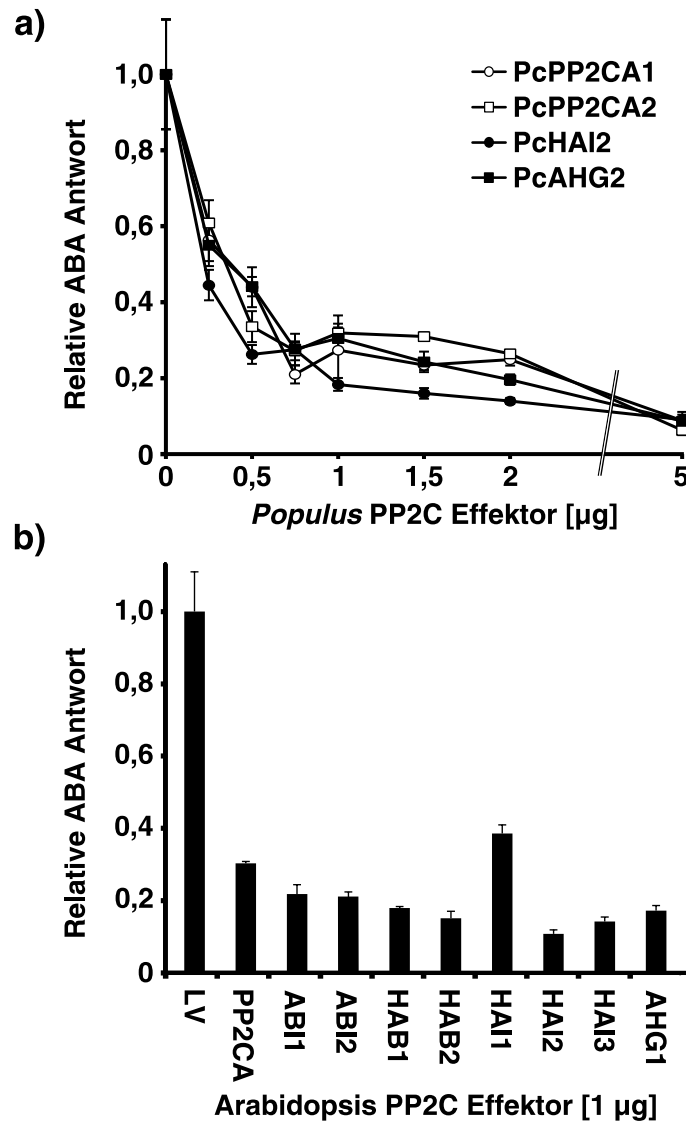 a)
Relative ABA Antwort
1,0
0,8
0,6
0,4
0,2
0
PcPP2CA1
PcPP2CA2
PcHAI2
PcAHG2
0 0,5 1 1,5 2 5
Populus PP2C Effektor [µg]
b)
Relative ABA Antwort
1,0
0,8
0,6
0,4
0,2
0
LV
PP2CA
ABI1
ABI2
HAB1
HAB2
HAI1
HAI2
HAI3
AHG1
Arabidopsis PP2C Effektor [1 µg]